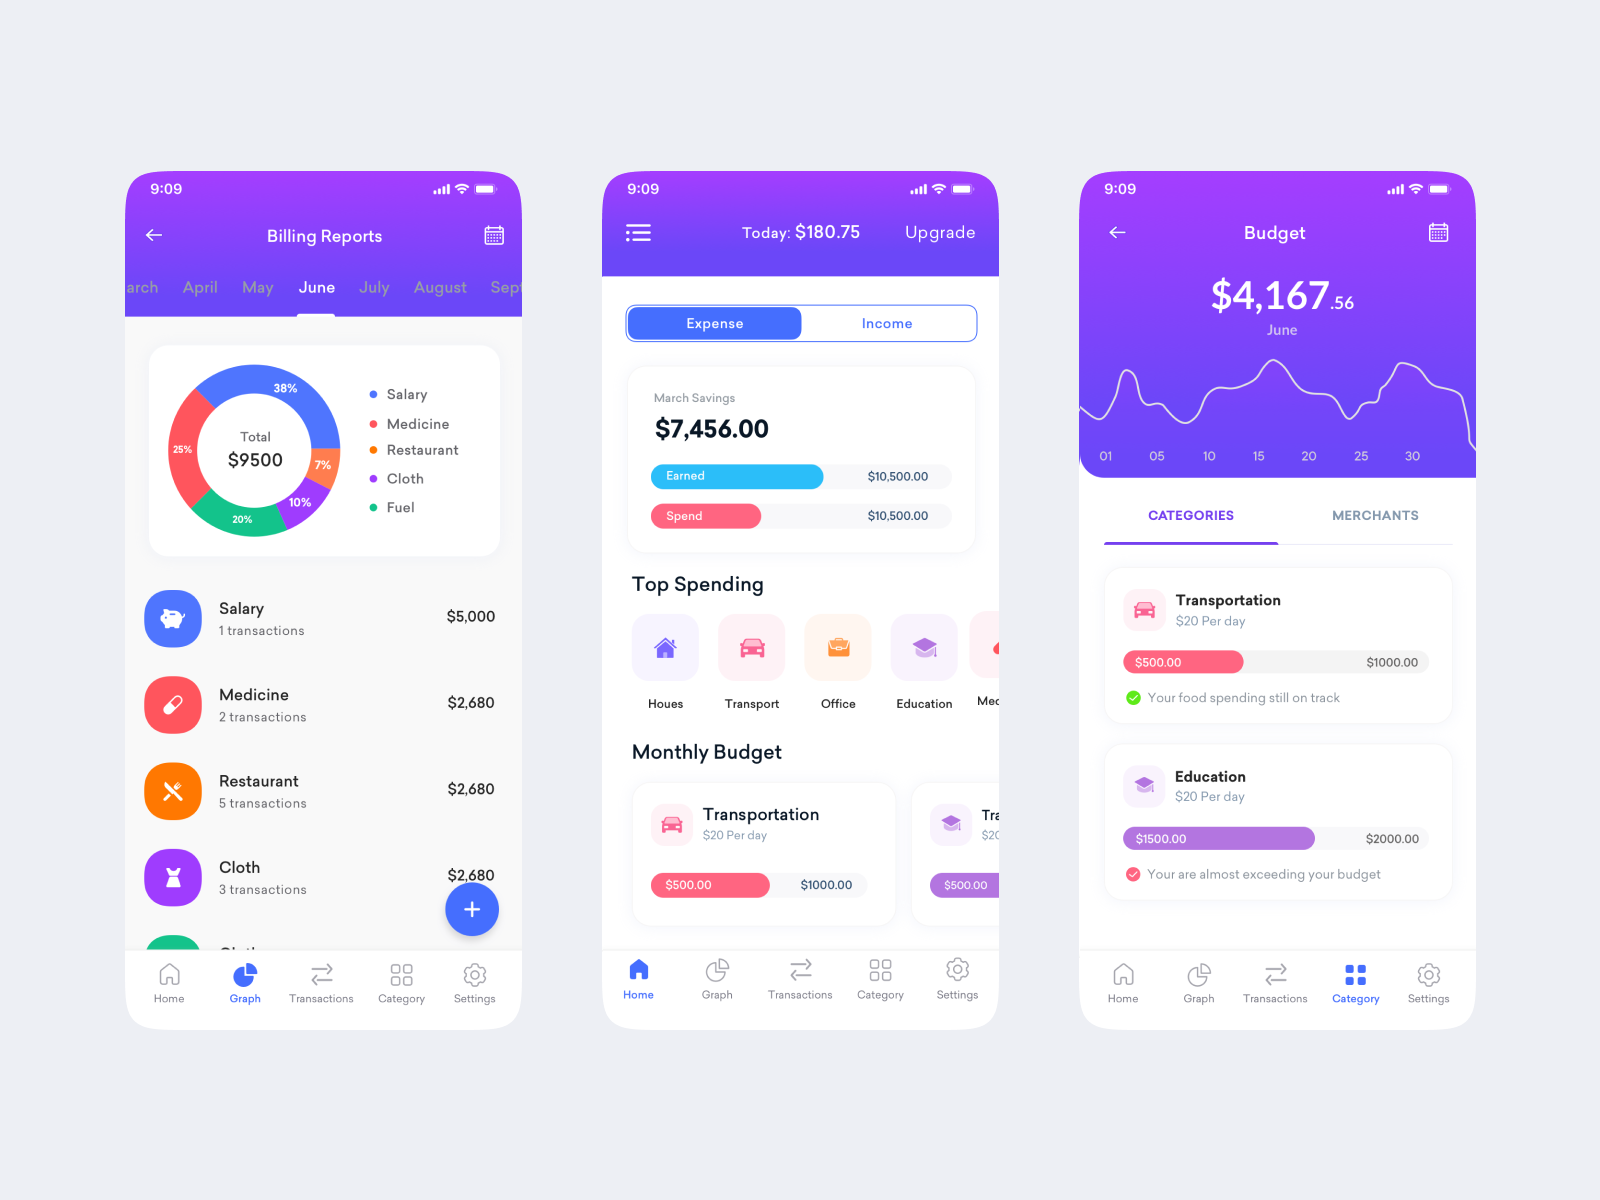 9:09
Billing Reports
arch April May June July August Sept
38%
25%
7%
10%
20%
Total
$9500
Salary
Medicine
Restaurant
Cloth
Fuel
Salary
1 transactions
$5,000
Medicine
2 transactions
$2,680
Restaurant
5 transactions
$2,680
Cloth
3 transactions
$2,680
Home Graph Transactions Category Settings
9:09
Today: $180.75 Upgrade
Expense Income
March Savings
$7,456.00
Earned $10,500.00
Spend $10,500.00
Top Spending
Houes Transport Office Education Mec
Monthly Budget
Transportation
$20 Per day
$500.00 $1000.00
Tra
$20
$500.00
Home Graph Transactions Category Settings
9:09
Budget
$4,167.56
June
01 05 10 15 20 25 30
CATEGORIES MERCHANTS
Transportation
$20 Per day
$500.00 $1000.00
Your food spending still on track
Education
$20 Per day
$1500.00 $2000.00
Your are almost exceeding your budget
Home Graph Transactions Category Settings